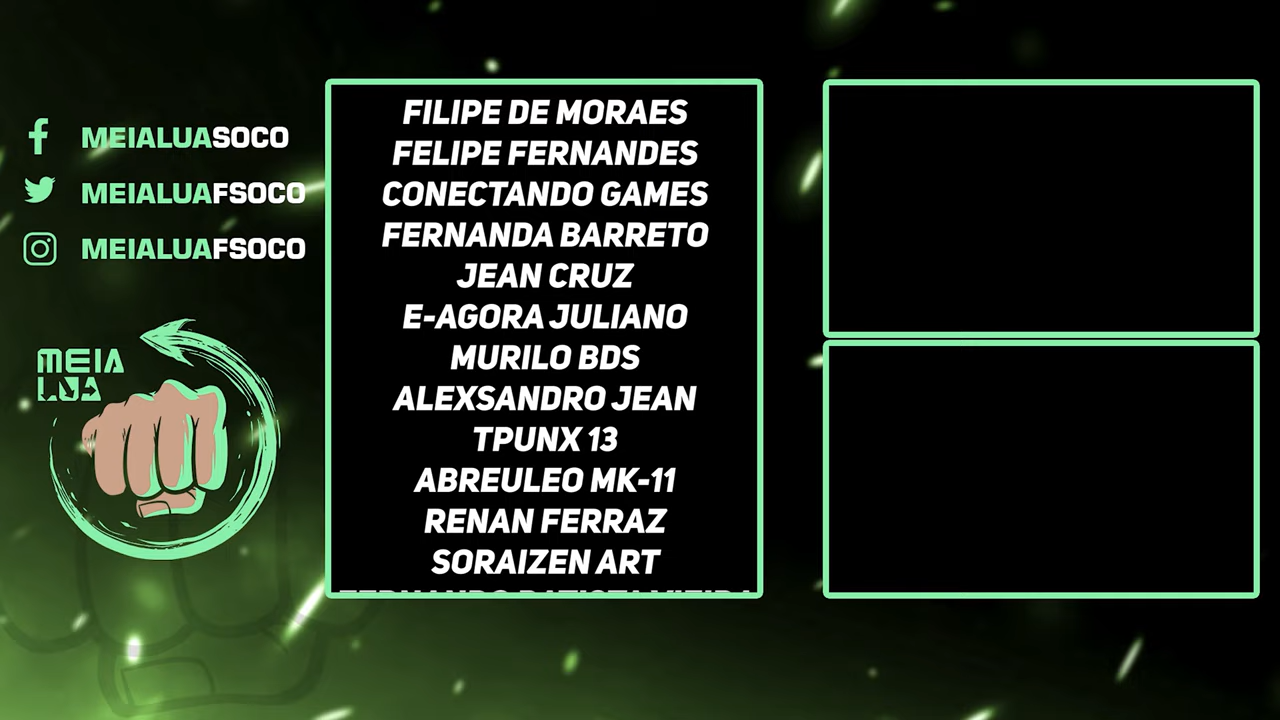 MEIALUASOCO
MEIALUAFSOCO
MEIALUAFSOCO
MEIA
LUA
FILIPE DE MORAES
FELIPE FERNANDES
CONECTANDO GAMES
FERNANDA BARRETO
JEAN CRUZ
E-AGORA JULIANO
MURILO BDS
ALEXSANDRO JEAN
TPUNX 13
ABREULEO MK-11
RENAN FERRAZ
SORAIZEN ART